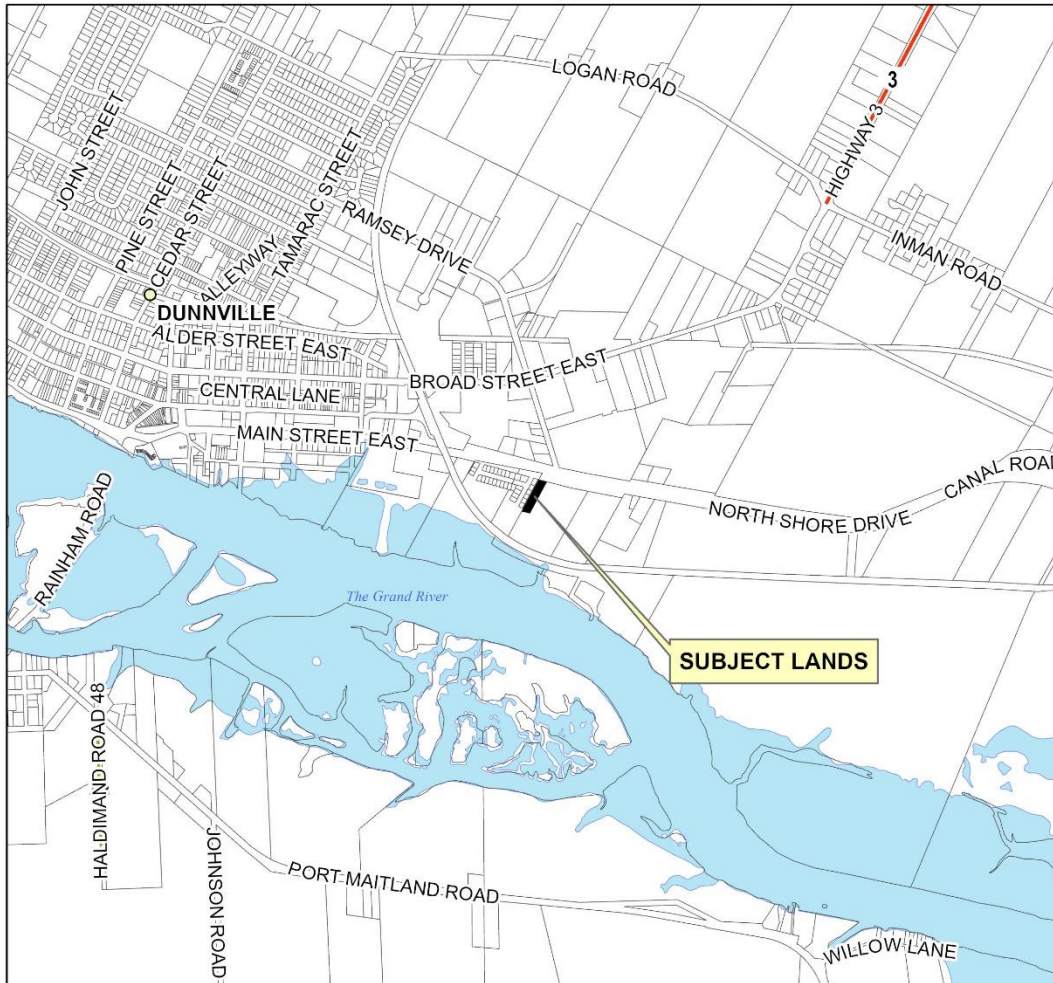 LOGAN ROAD
3
HIGHWAY 3
JOHN STREET
PINE STREET
CEDAR STREET
ALLEYWAY
TAMARAC STREET
RAMSEY DRIVE
INMAN ROAD
DUNNVILLE
ALDER STREET EAST
BROAD STREET EAST
CENTRAL LANE
MAIN STREET EAST
CANAL ROAD
NORTH SHORE DRIVE
RAINHAM ROAD
The Grand River
SUBJECT LANDS
HALDIMAND ROAD 48
JOHNSON ROAD
PORT MAITLAND ROAD
WILLOW LANE